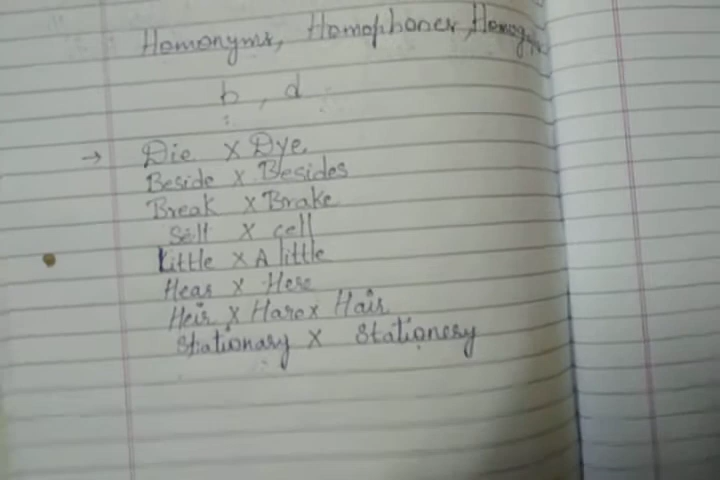 Homonyms, Homophones,
b, d
→ Die x Dye
Beside x Besides
Break x Brake
Sell x cell
Little x A little
Hear x Here
Heir x Hare x Hair
Stationary x Stationery